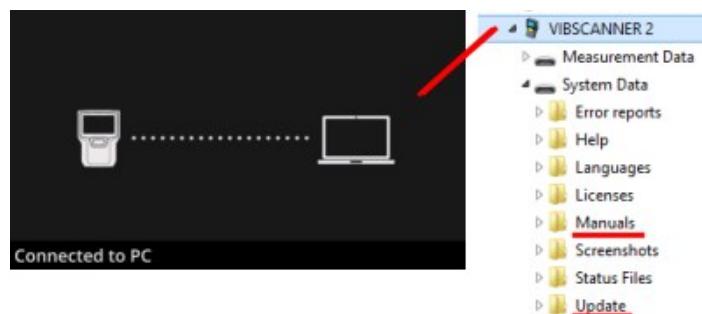 Connected to PC
VIBSCANNER 2
Measurement Data
System Data
Error reports
Help
Languages
Licenses
Manuals
Screenshots
Status Files
Update